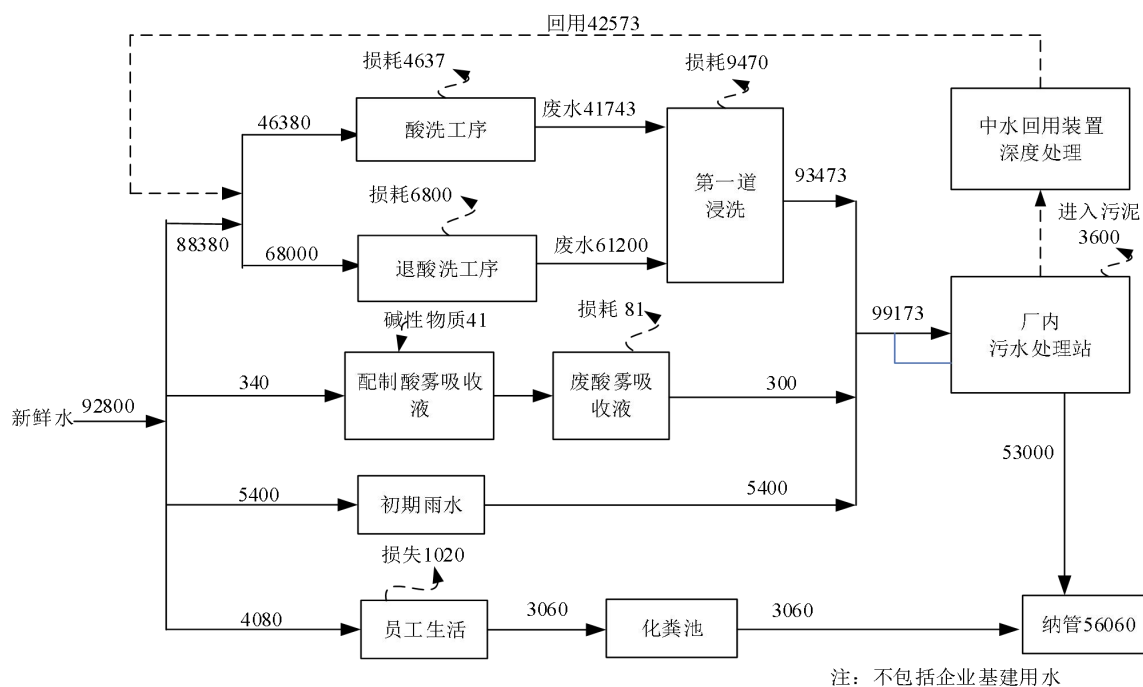 回用42573
损耗4637
损耗9470
46380
酸洗工序
废水41743
第一道
浸洗
93473
中水回用装置
深度处理
88380
损耗6800
68000
退酸洗工序
废水61200
进入污泥
3600
99173
厂内
污水处理站
碱性物质41
损耗 81
340
配制酸雾吸收
液
废酸雾吸
收液
300
新鲜水
92800
53000
5400
初期雨水
5400
损失1020
4080
员工生活
3060
化粪池
3060
纳管56060
注：不包括企业基建用水